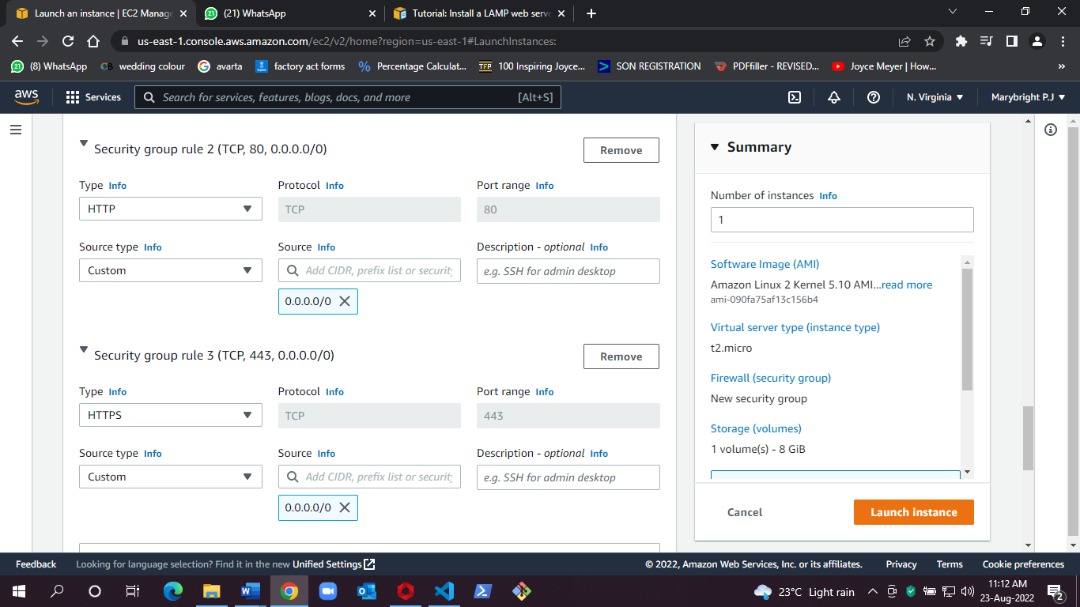 Launch an instance | EC2 Manag
(21) WhatsApp
Tutorial: Install a LAMP web serve
us-east-1.console.aws.amazon.com/ec2/v2/home?region=us-east-1#LaunchInstances:
(8) WhatsApp
wedding colour
avarta
factory act forms
Percentage Calculat...
100 Inspiring Joyce...
SON REGISTRATION
PDFfiller - REVISED...
Joyce Meyer | How...
»
aws
Services
Search for services, features, blogs, docs, and more
[Alt+S]
N. Virginia
Marybright P.J
Security group rule 2 (TCP, 80, 0.0.0.0/0)
Remove
Type Info
Protocol Info
Port range Info
HTTP
TCP
80
Source type Info
Source Info
Description - optional Info
Custom
Add CIDR, prefix list or security
e.g. SSH for admin desktop
0.0.0.0/0
Security group rule 3 (TCP, 443, 0.0.0.0/0)
Remove
Type Info
Protocol Info
Port range Info
HTTPS
TCP
443
Source type Info
Source Info
Description - optional Info
Custom
Add CIDR, prefix list or security
e.g. SSH for admin desktop
0.0.0.0/0
Summary
Number of instances Info
1
Software Image (AMI)
Amazon Linux 2 Kernel 5.10 AMI...read more
ami-090fa75af13c156b4
Virtual server type (instance type)
t2.micro
Firewall (security group)
New security group
Storage (volumes)
1 volume(s) - 8 GiB
Cancel
Launch instance
Feedback
Looking for language selection? Find it in the new Unified Settings
© 2022, Amazon Web Services, Inc. or its affiliates.
Privacy
Terms
Cookie preferences
23°C Light rain
11:12 AM
23-Aug-2022
2